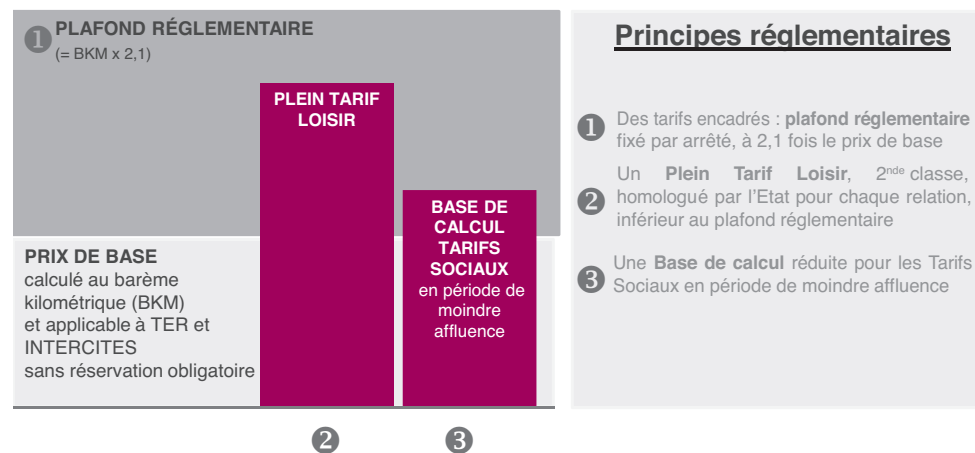 ❶ PLAFOND RÉGLEMENTAIRE
(= BKM x 2,1)
PLEIN TARIF
LOISIR
BASE DE
CALCUL
TARIFS
SOCIAUX
en période de
moindre
affluence
PRIX DE BASE
calculé au barème
kilométrique (BKM)
et applicable à TER et
INTERCITES
sans réservation obligatoire
❷
❸
Principes réglementaires
❶ Des tarifs encadrés : plafond réglementaire
fixé par arrêté, à 2,1 fois le prix de base
Un Plein Tarif Loisir, 2nde classe,
❷ homologué par l'Etat pour chaque relation,
inférieur au plafond réglementaire
Une Base de calcul réduite pour les Tarifs
❸ Sociaux en période de moindre affluence